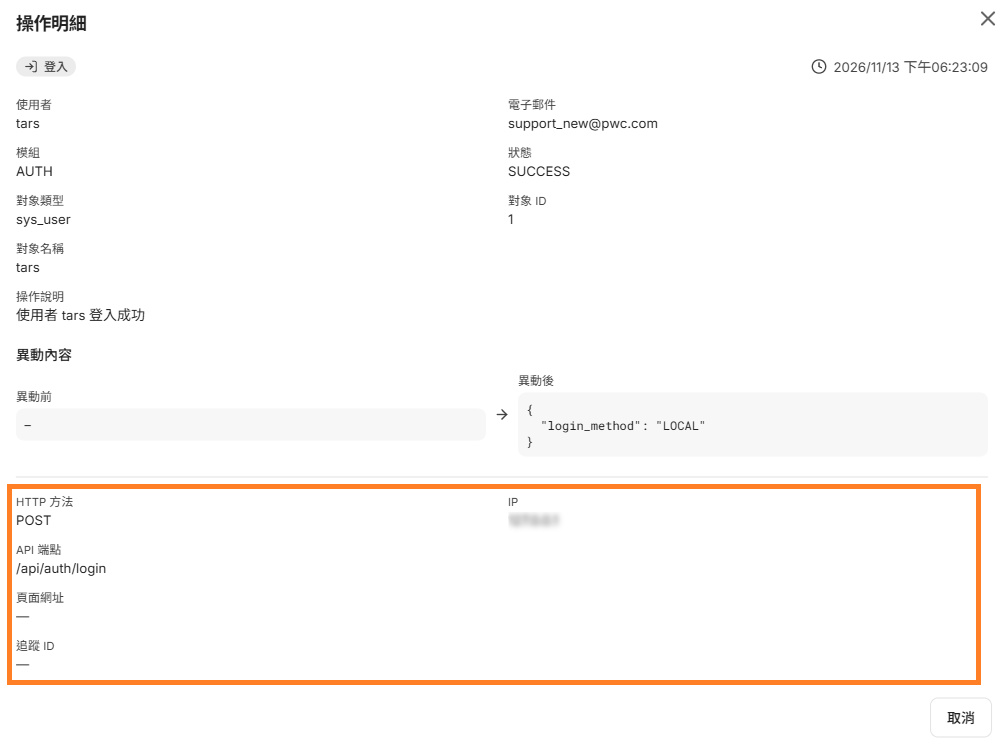 操作明細
登入
2026/11/13 下午06:23:09
使用者
tars
電子郵件
support_new@pwc.com
模組
AUTH
狀態
SUCCESS
對象類型
sys_user
對象 ID
1
對象名稱
tars
操作說明
使用者 tars 登入成功
異動內容
異動前
–
異動後
{
"login_method": "LOCAL"
}
HTTP 方法
POST
IP
API 端點
/api/auth/login
頁面網址
—
追蹤 ID
—
取消